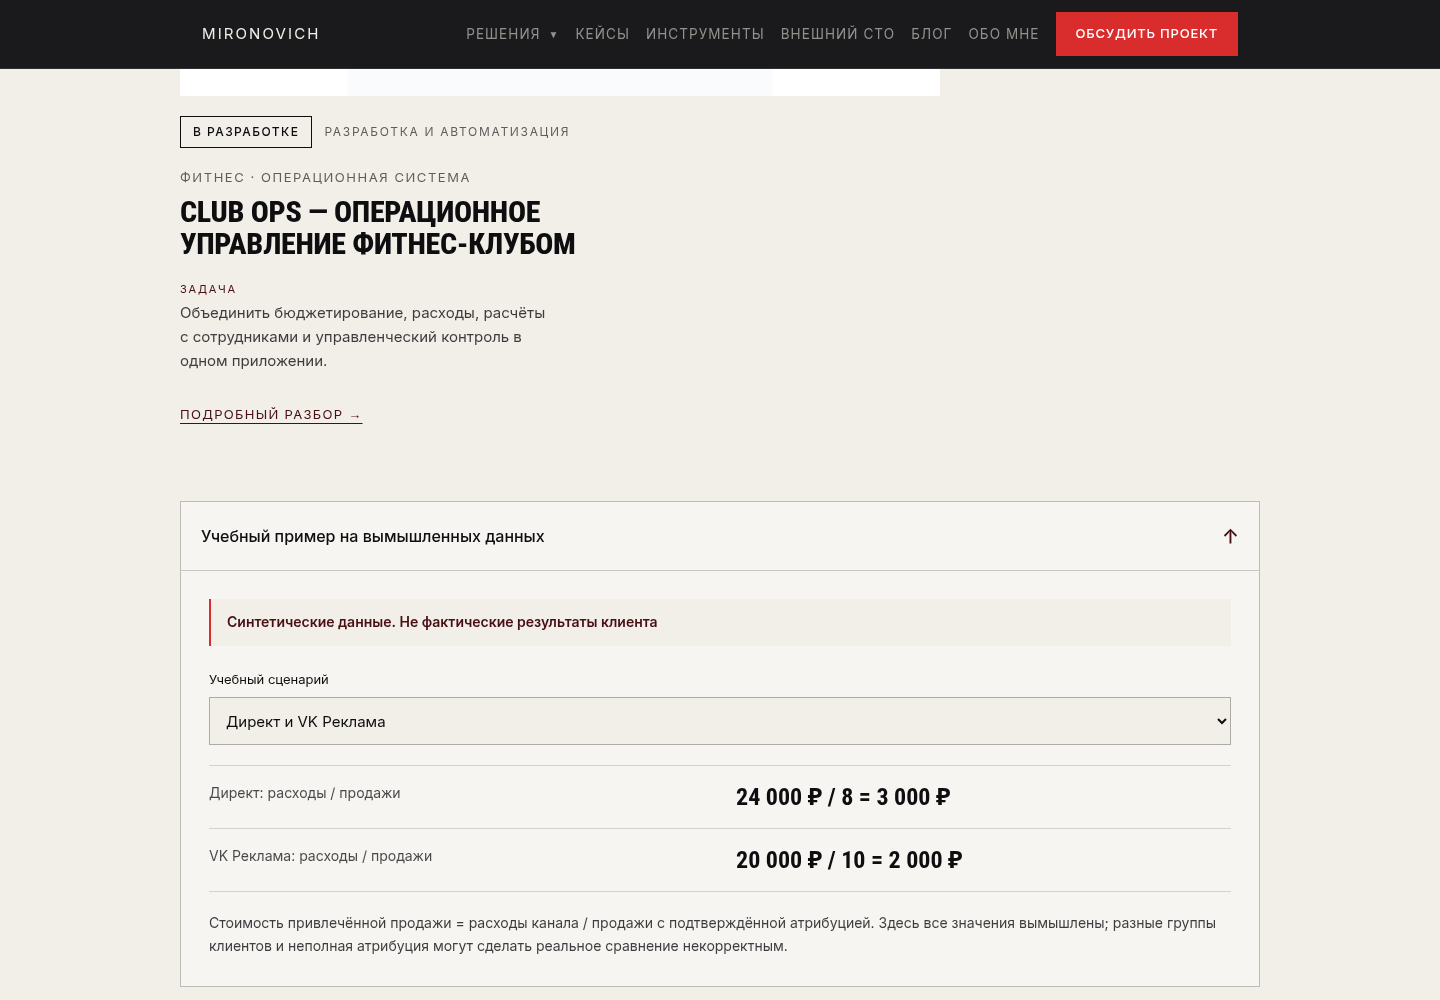 MIRONOVICH
РЕШЕНИЯ ▼ КЕЙСЫ ИНСТРУМЕНТЫ ВНЕШНИЙ СТО БЛОГ ОБО МНЕ ОБСУДИТЬ ПРОЕКТ
В РАЗРАБОТКЕ РАЗРАБОТКА И АВТОМАТИЗАЦИЯ
ФИТНЕС · ОПЕРАЦИОННАЯ СИСТЕМА
CLUB OPS — ОПЕРАЦИОННОЕ
УПРАВЛЕНИЕ ФИТНЕС-КЛУБОМ
ЗАДАЧА
Объединить бюджетирование, расходы, расчёты
с сотрудниками и управленческий контроль в
одном приложении.
ПОДРОБНЫЙ РАЗБОР →
Учебный пример на вымышленных данных ↑
Синтетические данные. Не фактические результаты клиента
Учебный сценарий
Директ и VK Реклама
Директ: расходы / продажи 24 000 ₽ / 8 = 3 000 ₽
VK Реклама: расходы / продажи 20 000 ₽ / 10 = 2 000 ₽
Стоимость привлечённой продажи = расходы канала / продажи с подтверждённой атрибуцией. Здесь все значения вымышлены; разные группы
клиентов и неполная атрибуция могут сделать реальное сравнение некорректным.